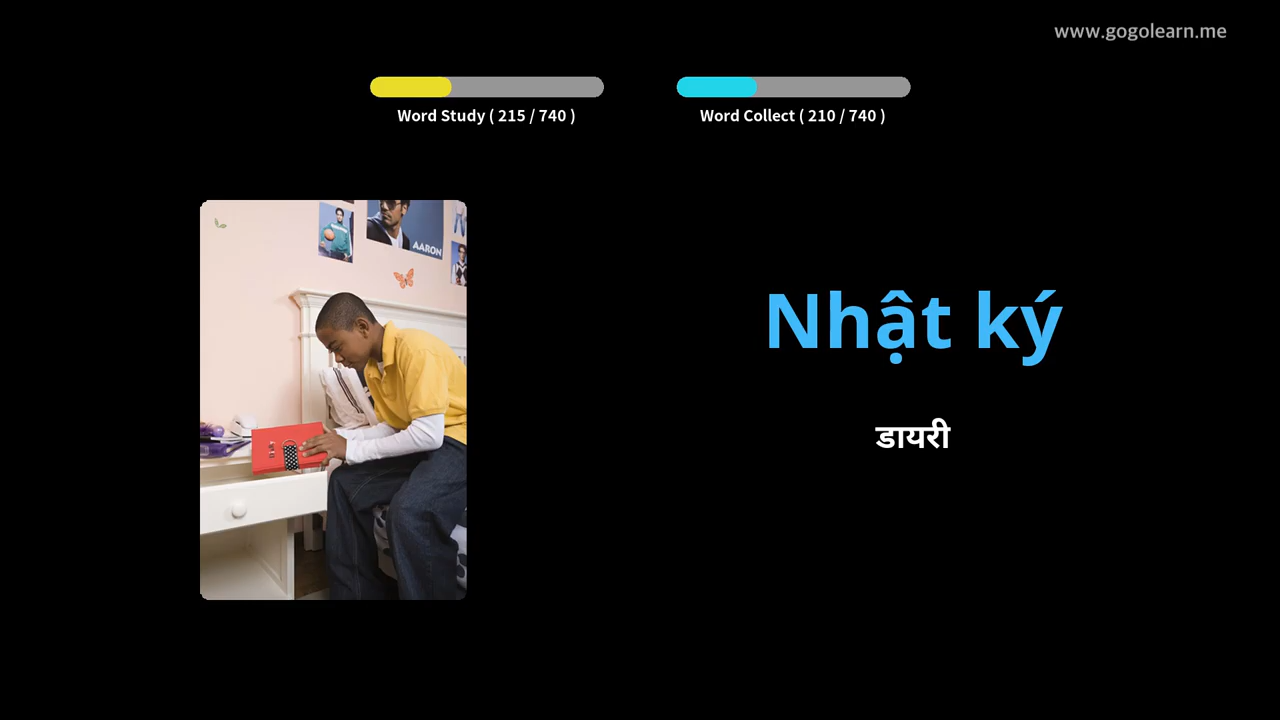 www.gogolearn.me
Word Study ( 215 / 740 )
Word Collect ( 210 / 740 )
AARON
Nhật ký
डायरी